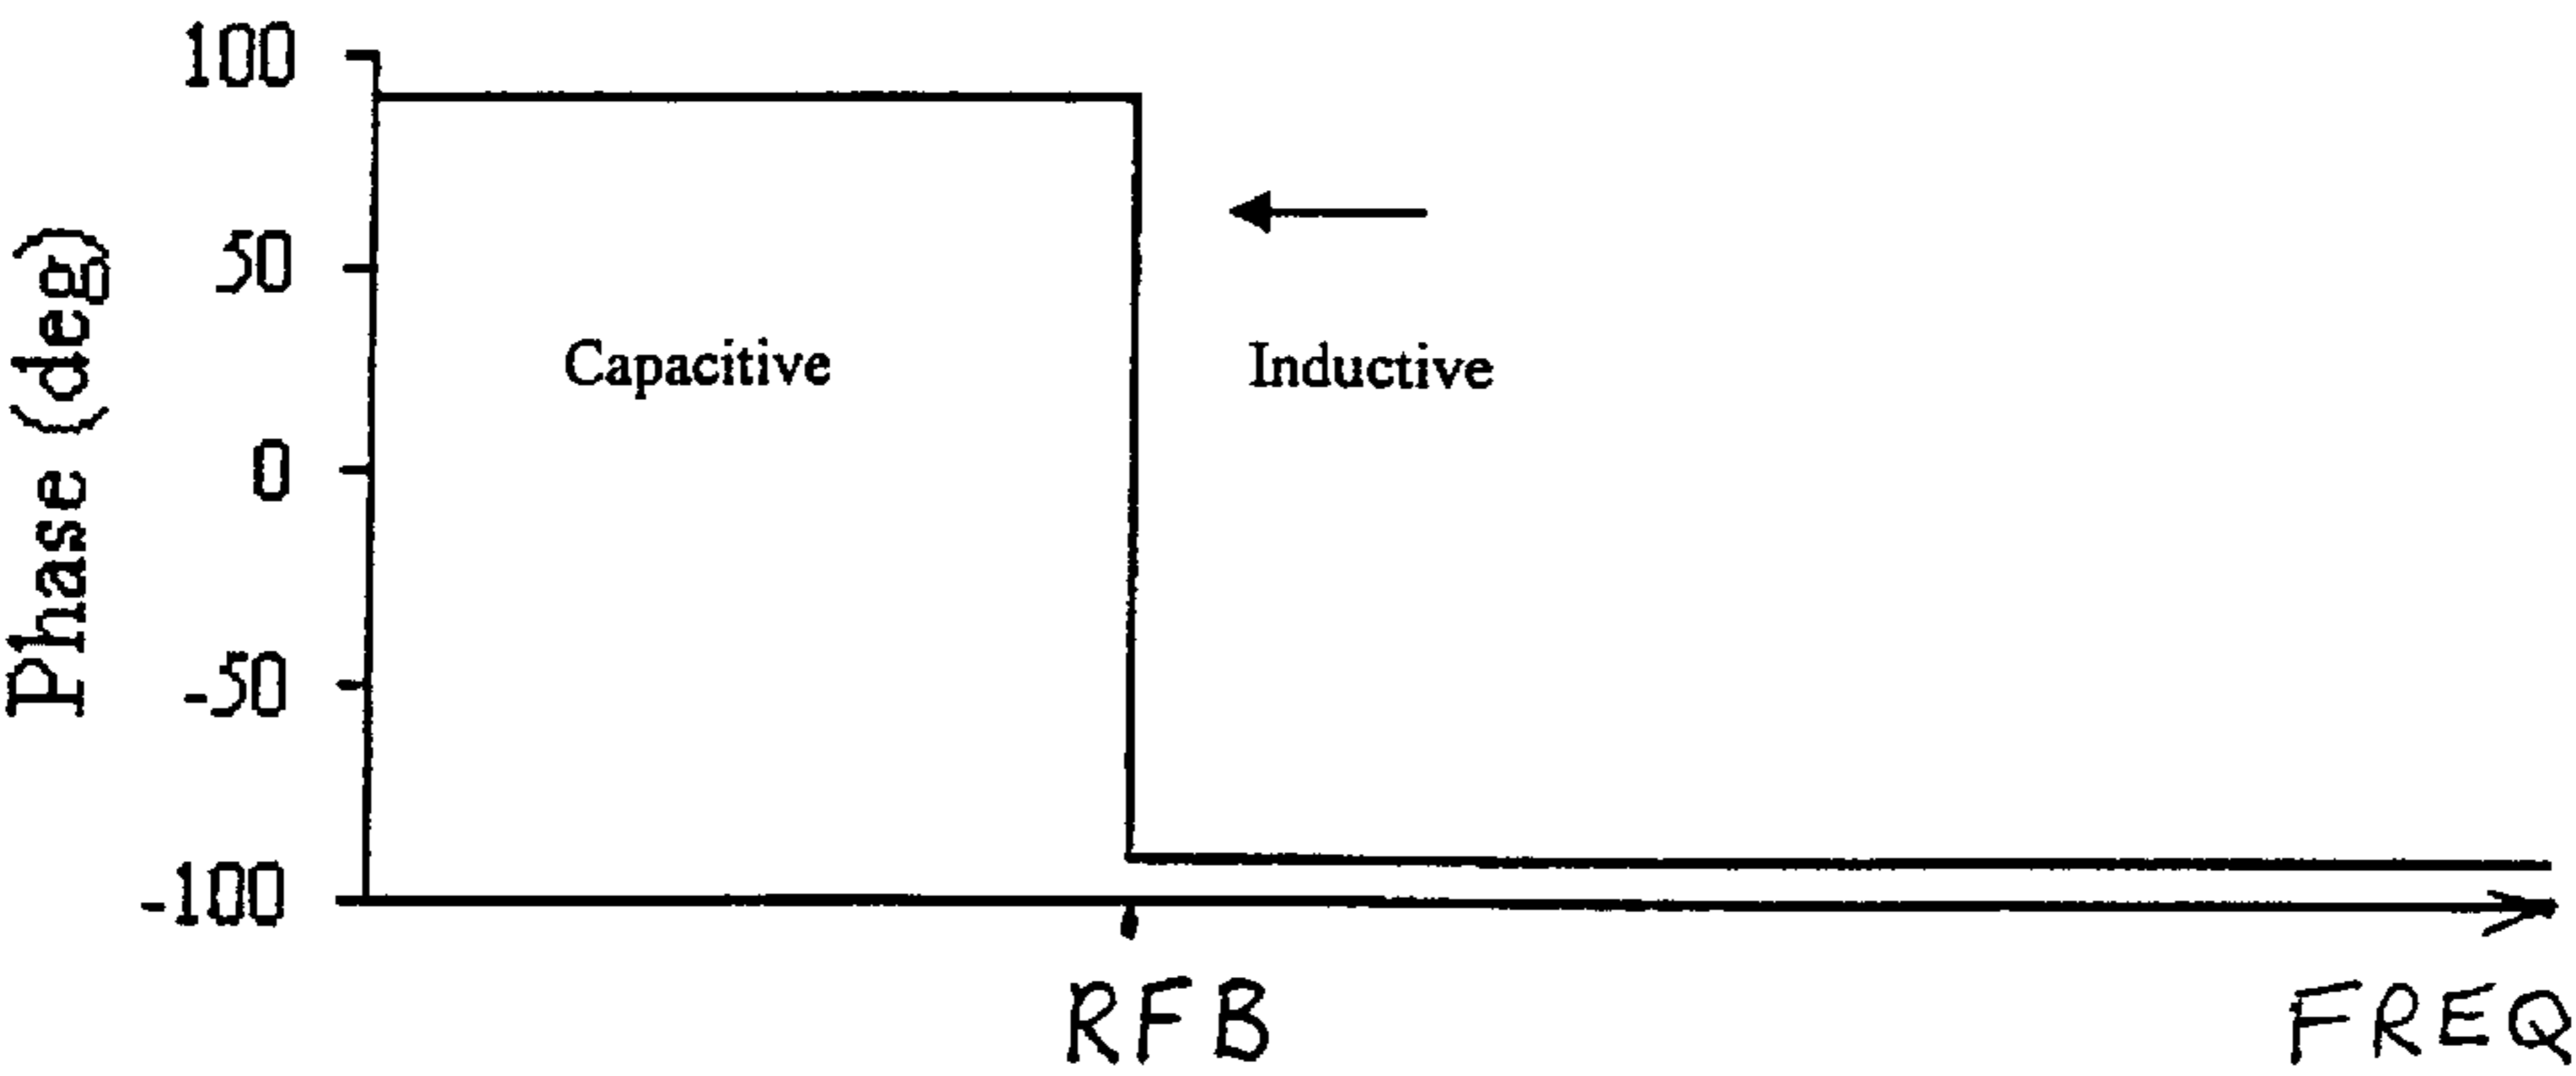 100
50
0
-50
-100
Phase (deg)
Capacitive
Inductive
RFB
FREQ